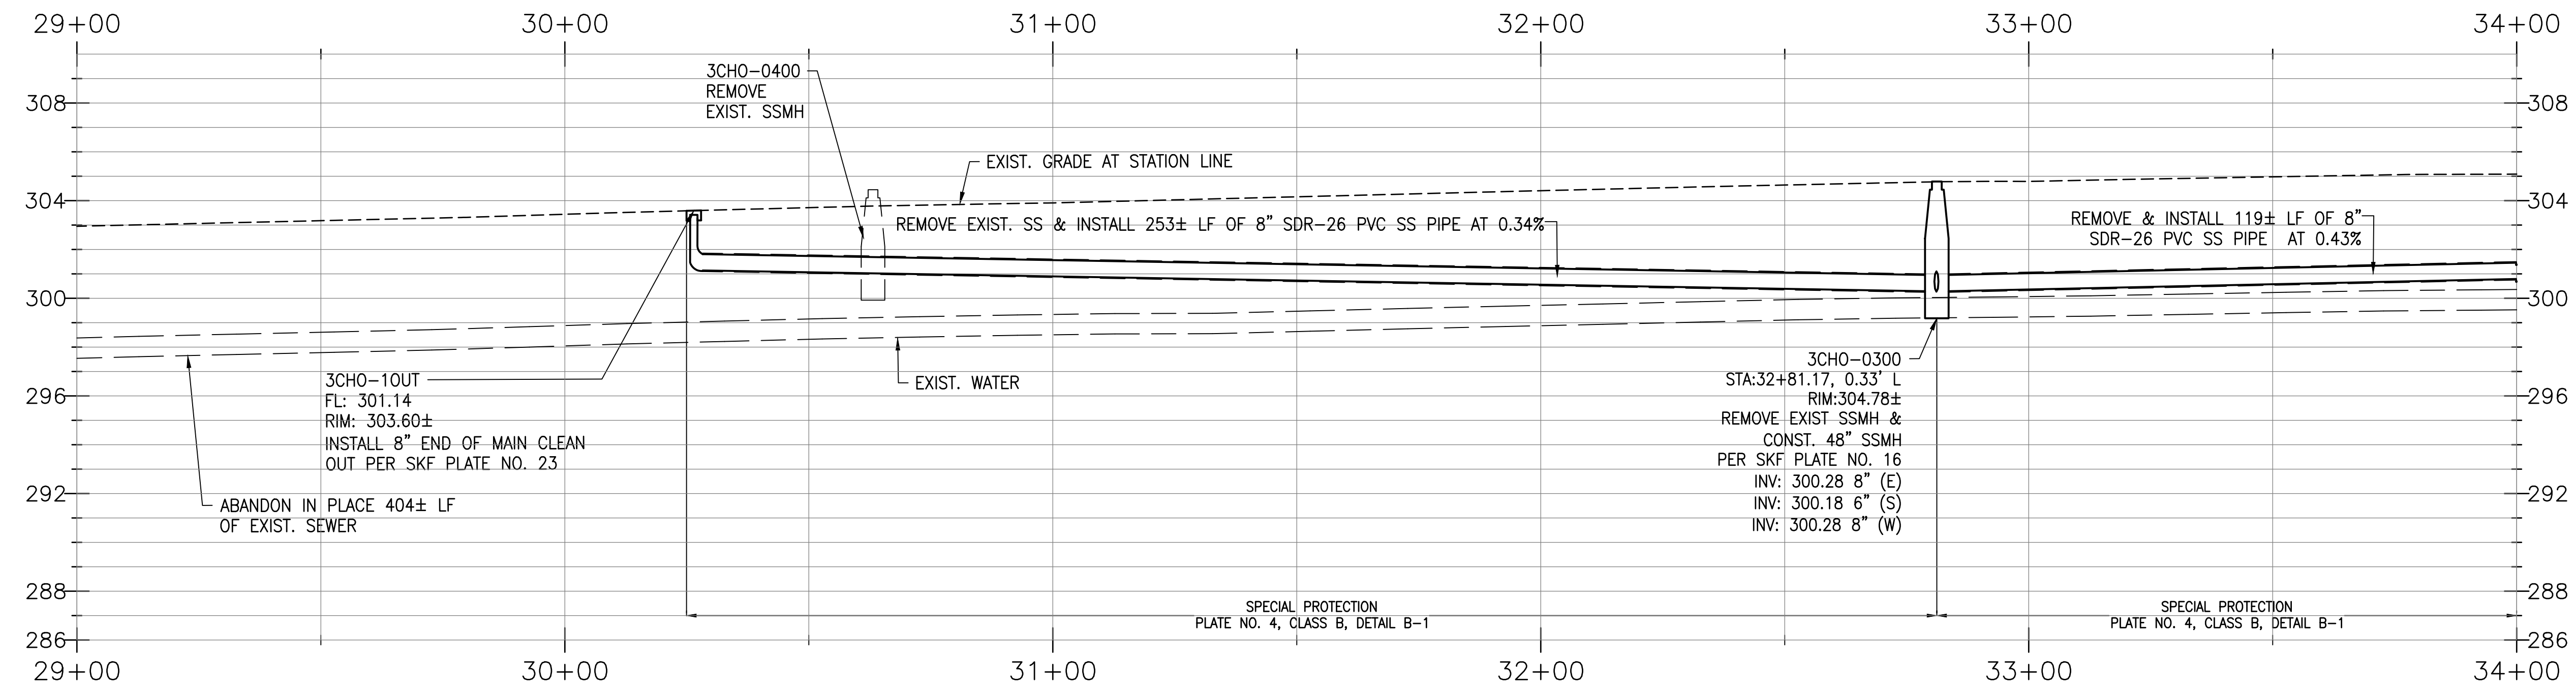 29+00 30+00 31+00 32+00 33+00 34+00
308
304
300
296
292
288
286
3CHO-0400
REMOVE
EXIST. SSMH
EXIST. GRADE AT STATION LINE
REMOVE EXIST. SS & INSTALL 253± LF OF 8" SDR-26 PVC SS PIPE AT 0.34%
REMOVE & INSTALL 119± LF OF 8"
SDR-26 PVC SS PIPE AT 0.43%
3CHO-1OUT
FL: 301.14
RIM: 303.60±
INSTALL 8" END OF MAIN CLEAN
OUT PER SKF PLATE NO. 23
ABANDON IN PLACE 404± LF
OF EXIST. SEWER
EXIST. WATER
3CHO-0300
STA:32+81.17, 0.33' L
RIM:304.78±
REMOVE EXIST SSMH &
CONST. 48" SSMH
PER SKF PLATE NO. 16
INV: 300.28 8" (E)
INV: 300.18 6" (S)
INV: 300.28 8" (W)
SPECIAL PROTECTION
PLATE NO. 4, CLASS B, DETAIL B-1
SPECIAL PROTECTION
PLATE NO. 4, CLASS B, DETAIL B-1
308
304
300
296
292
288
286
29+00 30+00 31+00 32+00 33+00 34+00